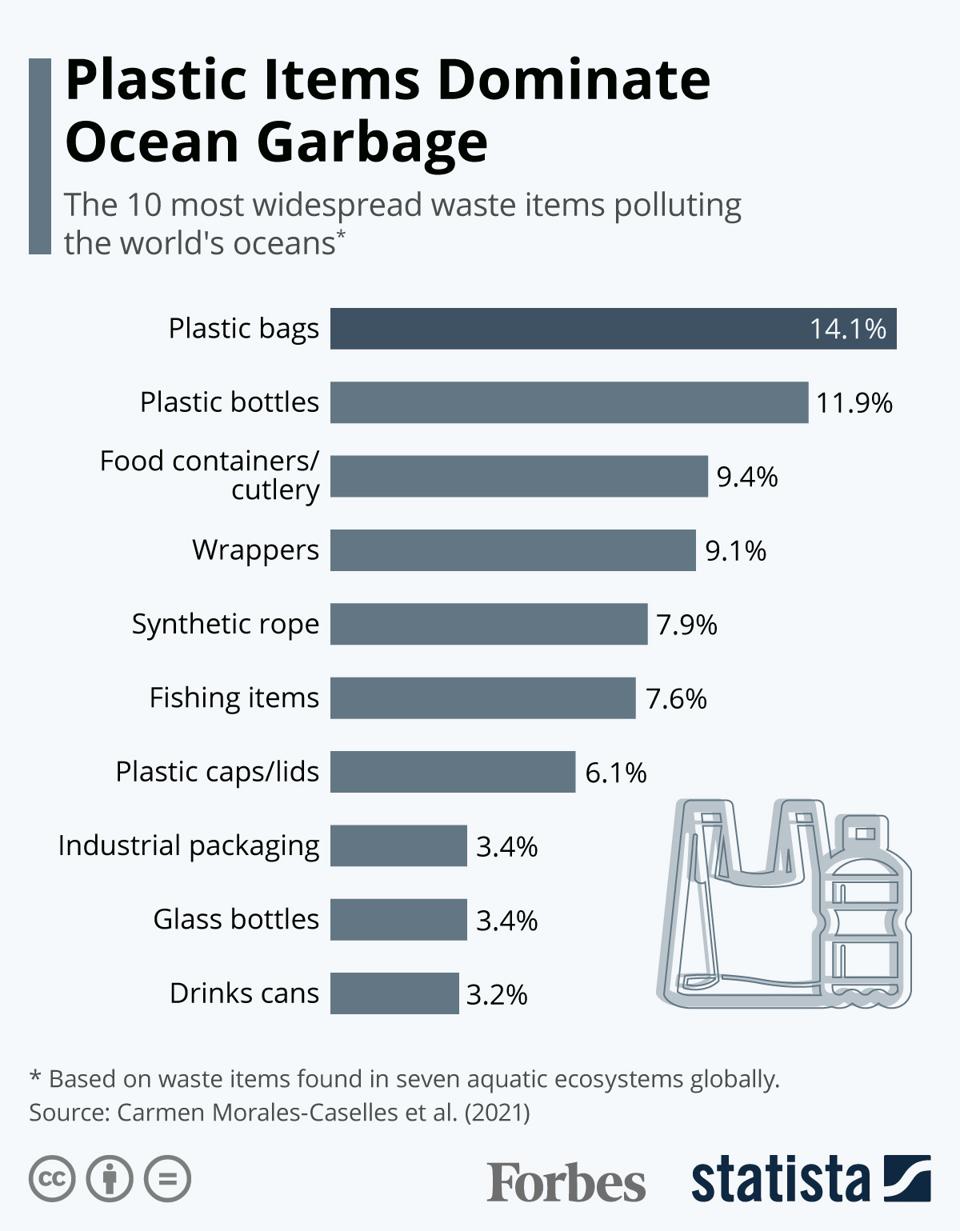 Plastic Items Dominate
Ocean Garbage
The 10 most widespread waste items polluting
the world's oceans*
Plastic bags 14.1%
Plastic bottles 11.9%
Food containers/
cutlery 9.4%
Wrappers 9.1%
Synthetic rope 7.9%
Fishing items 7.6%
Plastic caps/lids 6.1%
Industrial packaging 3.4%
Glass bottles 3.4%
Drinks cans 3.2%
* Based on waste items found in seven aquatic ecosystems globally.
Source: Carmen Morales-Caselles et al. (2021)
cc Forbes statista